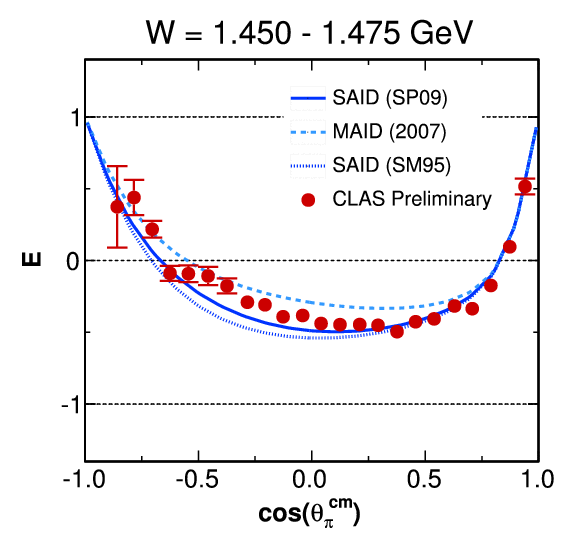 W = 1.450 - 1.475 GeV
SAID (SP09)
MAID (2007)
SAID (SM95)
CLAS Preliminary
E
1
0
-1
-1.0 -0.5 0.0 0.5 1.0
cos(θπcm)